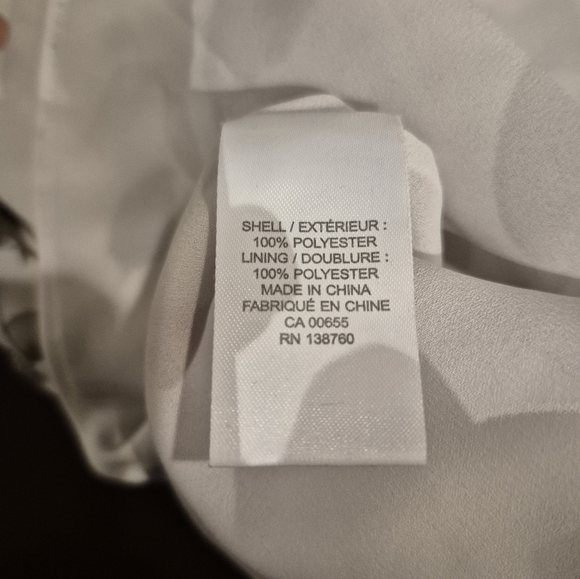 SHELL / EXTÉRIEUR :
100% POLYESTER
LINING / DOUBLURE :
100% POLYESTER
MADE IN CHINA
FABRIQUÉ EN CHINE
CA 00655
RN 138760